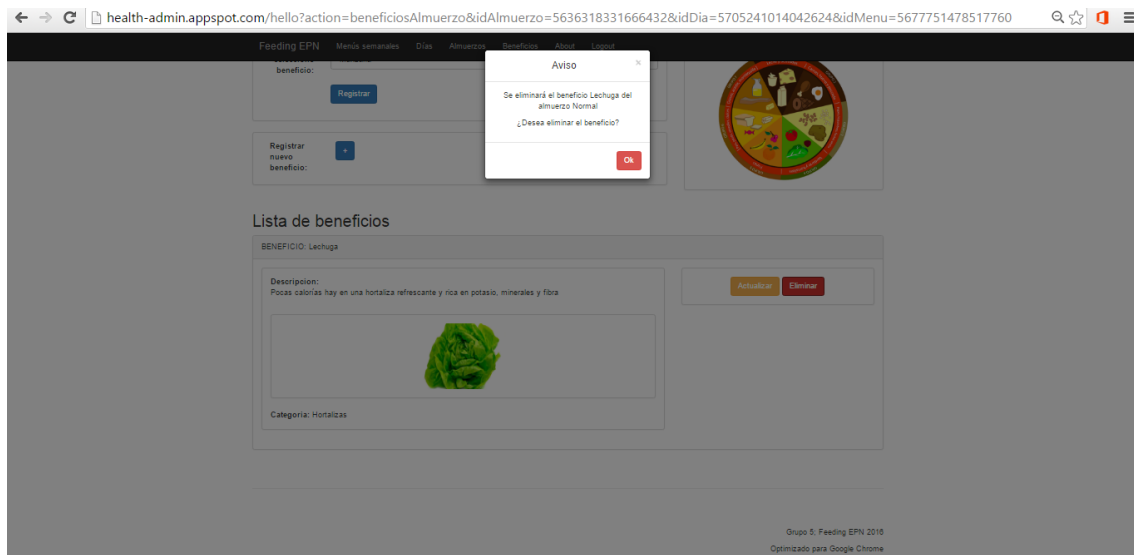 health-admin.appspot.com/hello?action=beneficiosAlmuerzo&idAlmuerzo=5636318331666432&idDia=5705241014042624&idMenu=5677751478517760
Feeding EPN Menús semanales Días Almuerzos Beneficios About Logout
beneficio:
Registrar
Aviso ×
Se eliminará el beneficio Lechuga del
almuerzo Normal
¿Desea eliminar el beneficio?
Ok
Registrar
nuevo
beneficio:
+
Lista de beneficios
BENEFICIO: Lechuga
Descripcion:
Pocas calorías hay en una hortaliza refrescante y rica en potasio, minerales y fibra
Actualizar Eliminar
Categoria: Hortalizas
Grupo 5; Feeding EPN 2016
Optimizado para Google Chrome